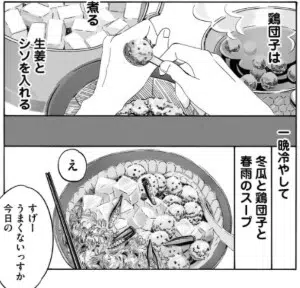 鶏団子は
生姜と
シソを入れる
煮る
一晩冷やして
冬瓜と鶏団子と
春雨のスープ
え
すげー
うまくないっすか
今日の